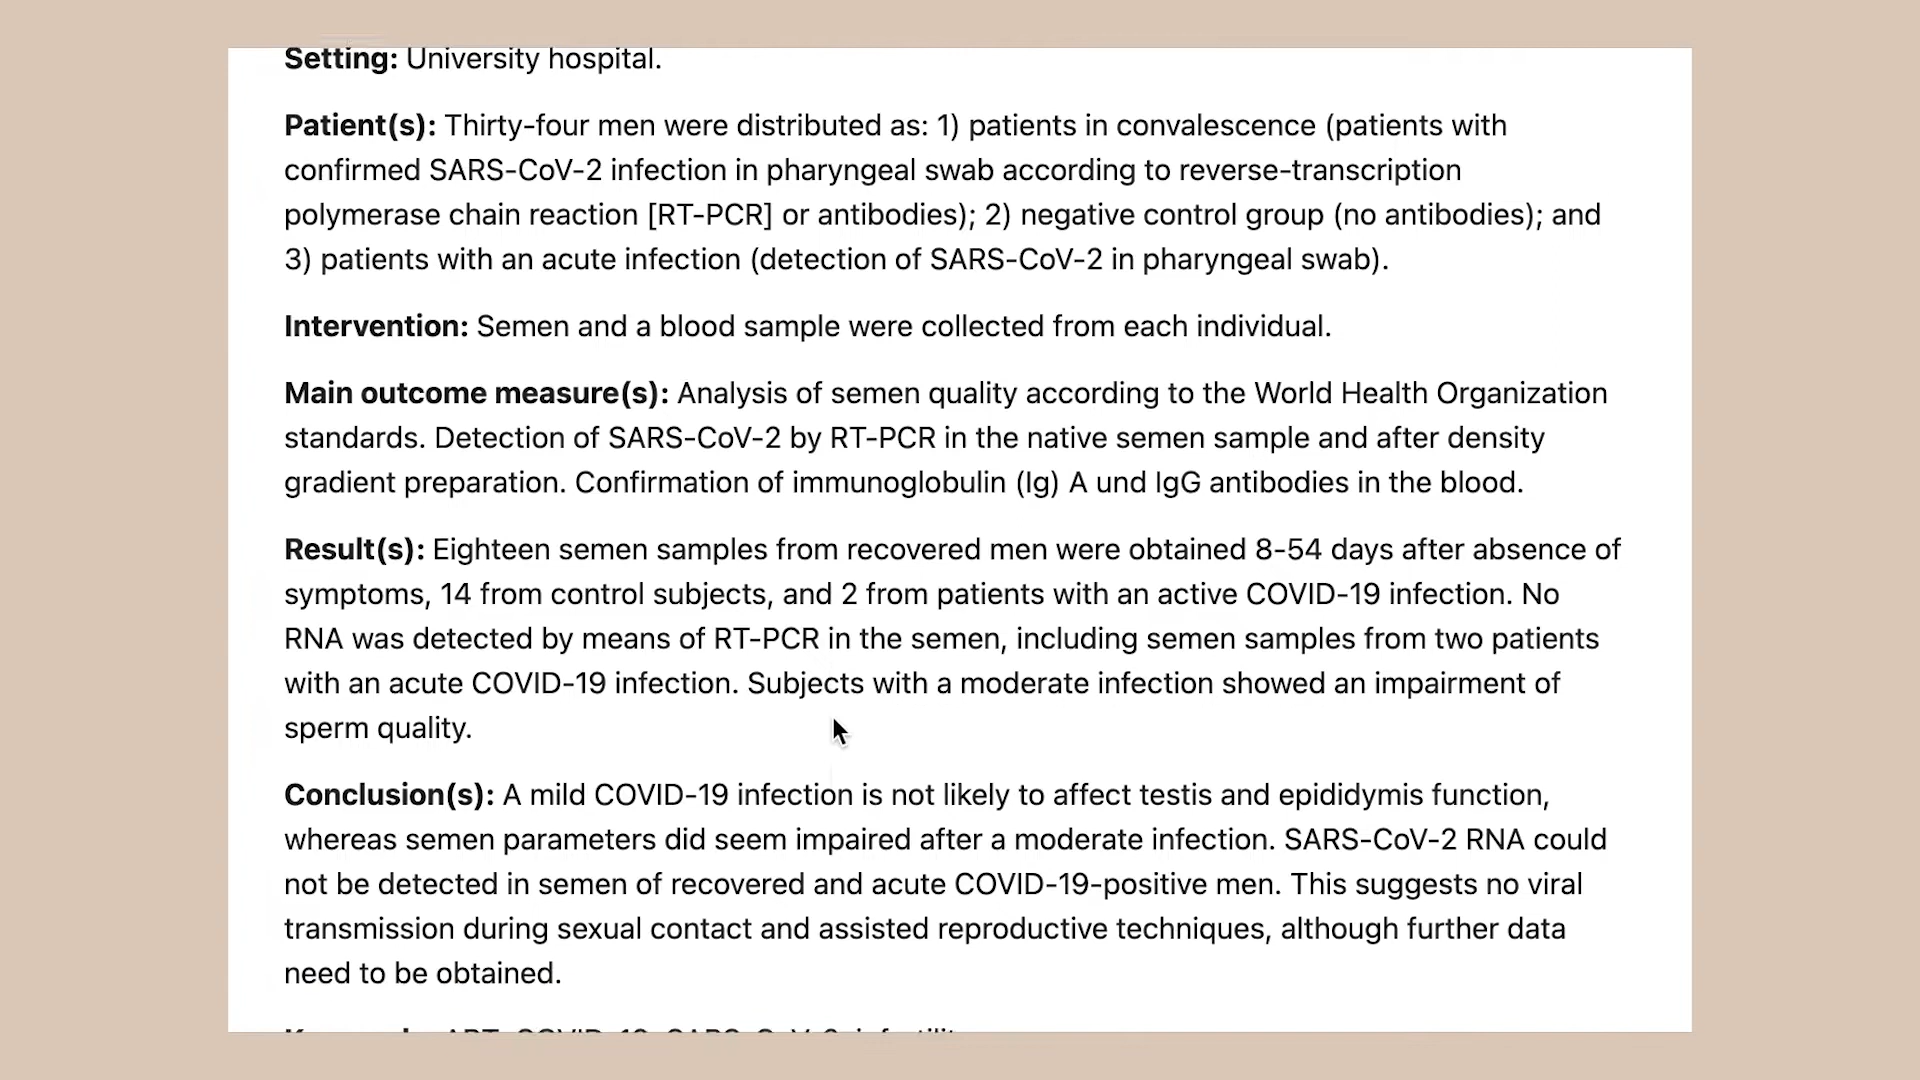 Setting: University hospital.
Patient(s): Thirty-four men were distributed as: 1) patients in convalescence (patients with
confirmed SARS-CoV-2 infection in pharyngeal swab according to reverse-transcription
polymerase chain reaction [RT-PCR] or antibodies); 2) negative control group (no antibodies); and
3) patients with an acute infection (detection of SARS-CoV-2 in pharyngeal swab).
Intervention: Semen and a blood sample were collected from each individual.
Main outcome measure(s): Analysis of semen quality according to the World Health Organization
standards. Detection of SARS-CoV-2 by RT-PCR in the native semen sample and after density
gradient preparation. Confirmation of immunoglobulin (Ig) A und IgG antibodies in the blood.
Result(s): Eighteen semen samples from recovered men were obtained 8-54 days after absence of
symptoms, 14 from control subjects, and 2 from patients with an active COVID-19 infection. No
RNA was detected by means of RT-PCR in the semen, including semen samples from two patients
with an acute COVID-19 infection. Subjects with a moderate infection showed an impairment of
sperm quality.
Conclusion(s): A mild COVID-19 infection is not likely to affect testis and epididymis function,
whereas semen parameters did seem impaired after a moderate infection. SARS-CoV-2 RNA could
not be detected in semen of recovered and acute COVID-19-positive men. This suggests no viral
transmission during sexual contact and assisted reproductive techniques, although further data
need to be obtained.